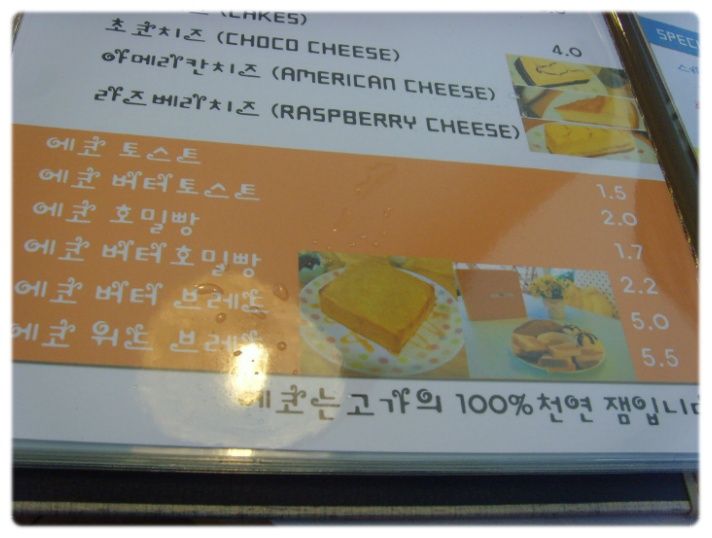 (CAKES)
초코치즈 (CHOCO CHEESE) 4.0
아메리칸치즈 (AMERICAN CHEESE)
라즈베리치즈 (RASPBERRY CHEESE)
에코 토스트 1.5
에코 버터토스트 2.0
에코 호밀빵 1.7
에코 버터호밀빵 2.2
에코 버터 브레드 5.0
에코 위드 브레드 5.5
에코는고가의 100%천연 잼입니다
SPECI